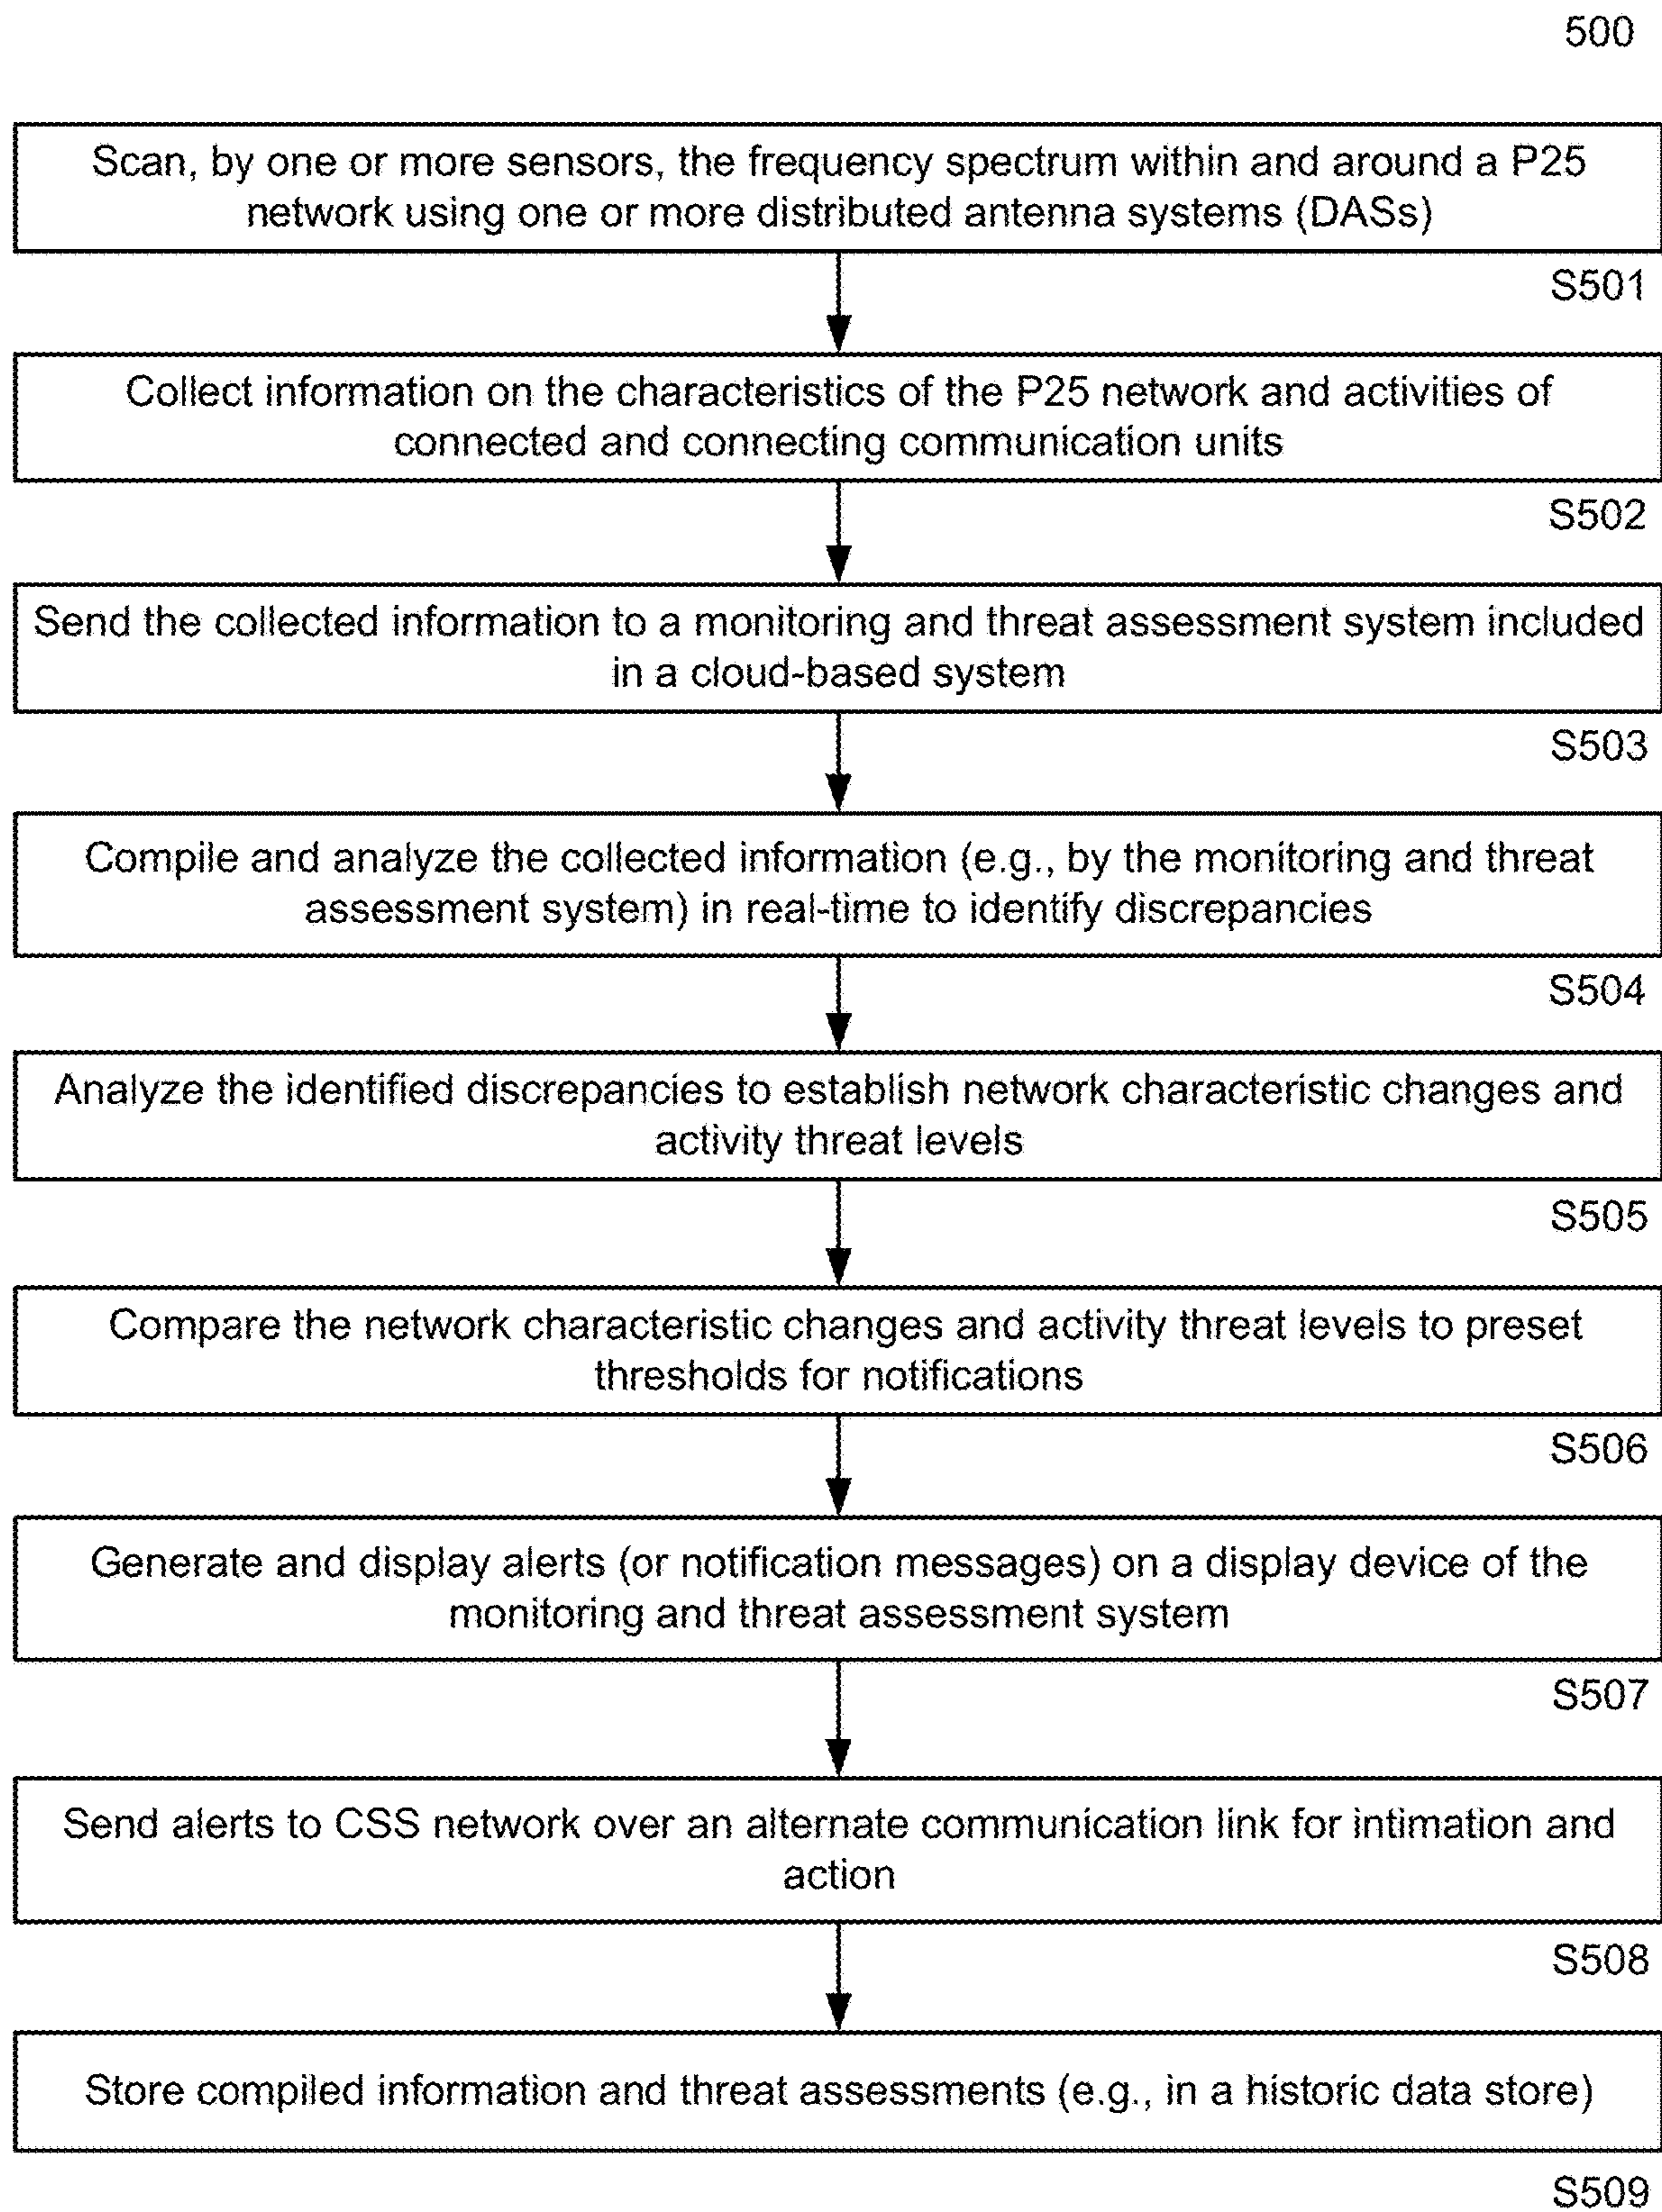 500
Scan, by one or more sensors, the frequency spectrum within and around a P25
network using one or more distributed antenna systems (DASs)
S501
Collect information on the characteristics of the P25 network and activities of
connected and connecting communication units
S502
Send the collected information to a monitoring and threat assessment system included
in a cloud-based system
S503
Compile and analyze the collected information (e.g., by the monitoring and threat
assessment system) in real-time to identify discrepancies
S504
Analyze the identified discrepancies to establish network characteristic changes and
activity threat levels
S505
Compare the network characteristic changes and activity threat levels to preset
thresholds for notifications
S506
Generate and display alerts (or notification messages) on a display device of the
monitoring and threat assessment system
S507
Send alerts to CSS network over an alternate communication link for intimation and
action
S508
Store compiled information and threat assessments (e.g., in a historic data store)
S509